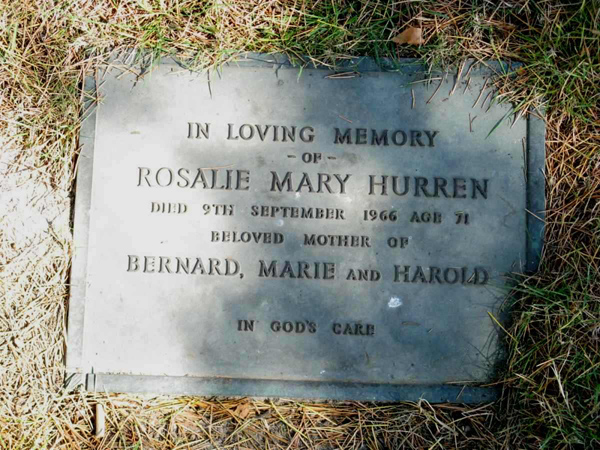 IN LOVING MEMORY
- OF -
ROSALIE MARY HURREN
DIED 9TH SEPTEMBER 1966 AGE 71
BELOVED MOTHER OF
BERNARD, MARIE AND HAROLD
IN GOD'S CARE